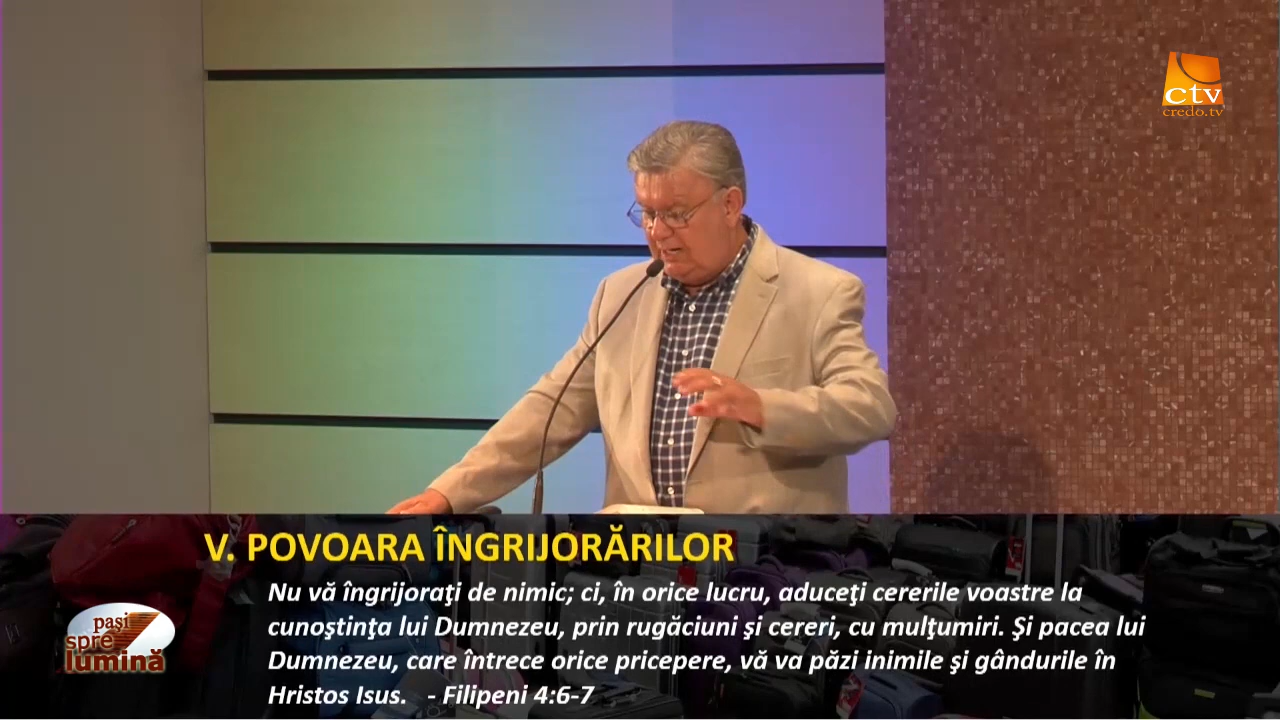 ctv
credo.tv
V. POVOARA ÎNGRIJORĂRILOR
Nu vă îngrijoraţi de nimic; ci, în orice lucru, aduceţi cererile voastre la
cunoştinţa lui Dumnezeu, prin rugăciuni şi cereri, cu mulţumiri. Şi pacea lui
Dumnezeu, care întrece orice pricepere, vă va păzi inimile şi gândurile în
Hristos Isus. - Filipeni 4:6-7
paşi
spre
lumină